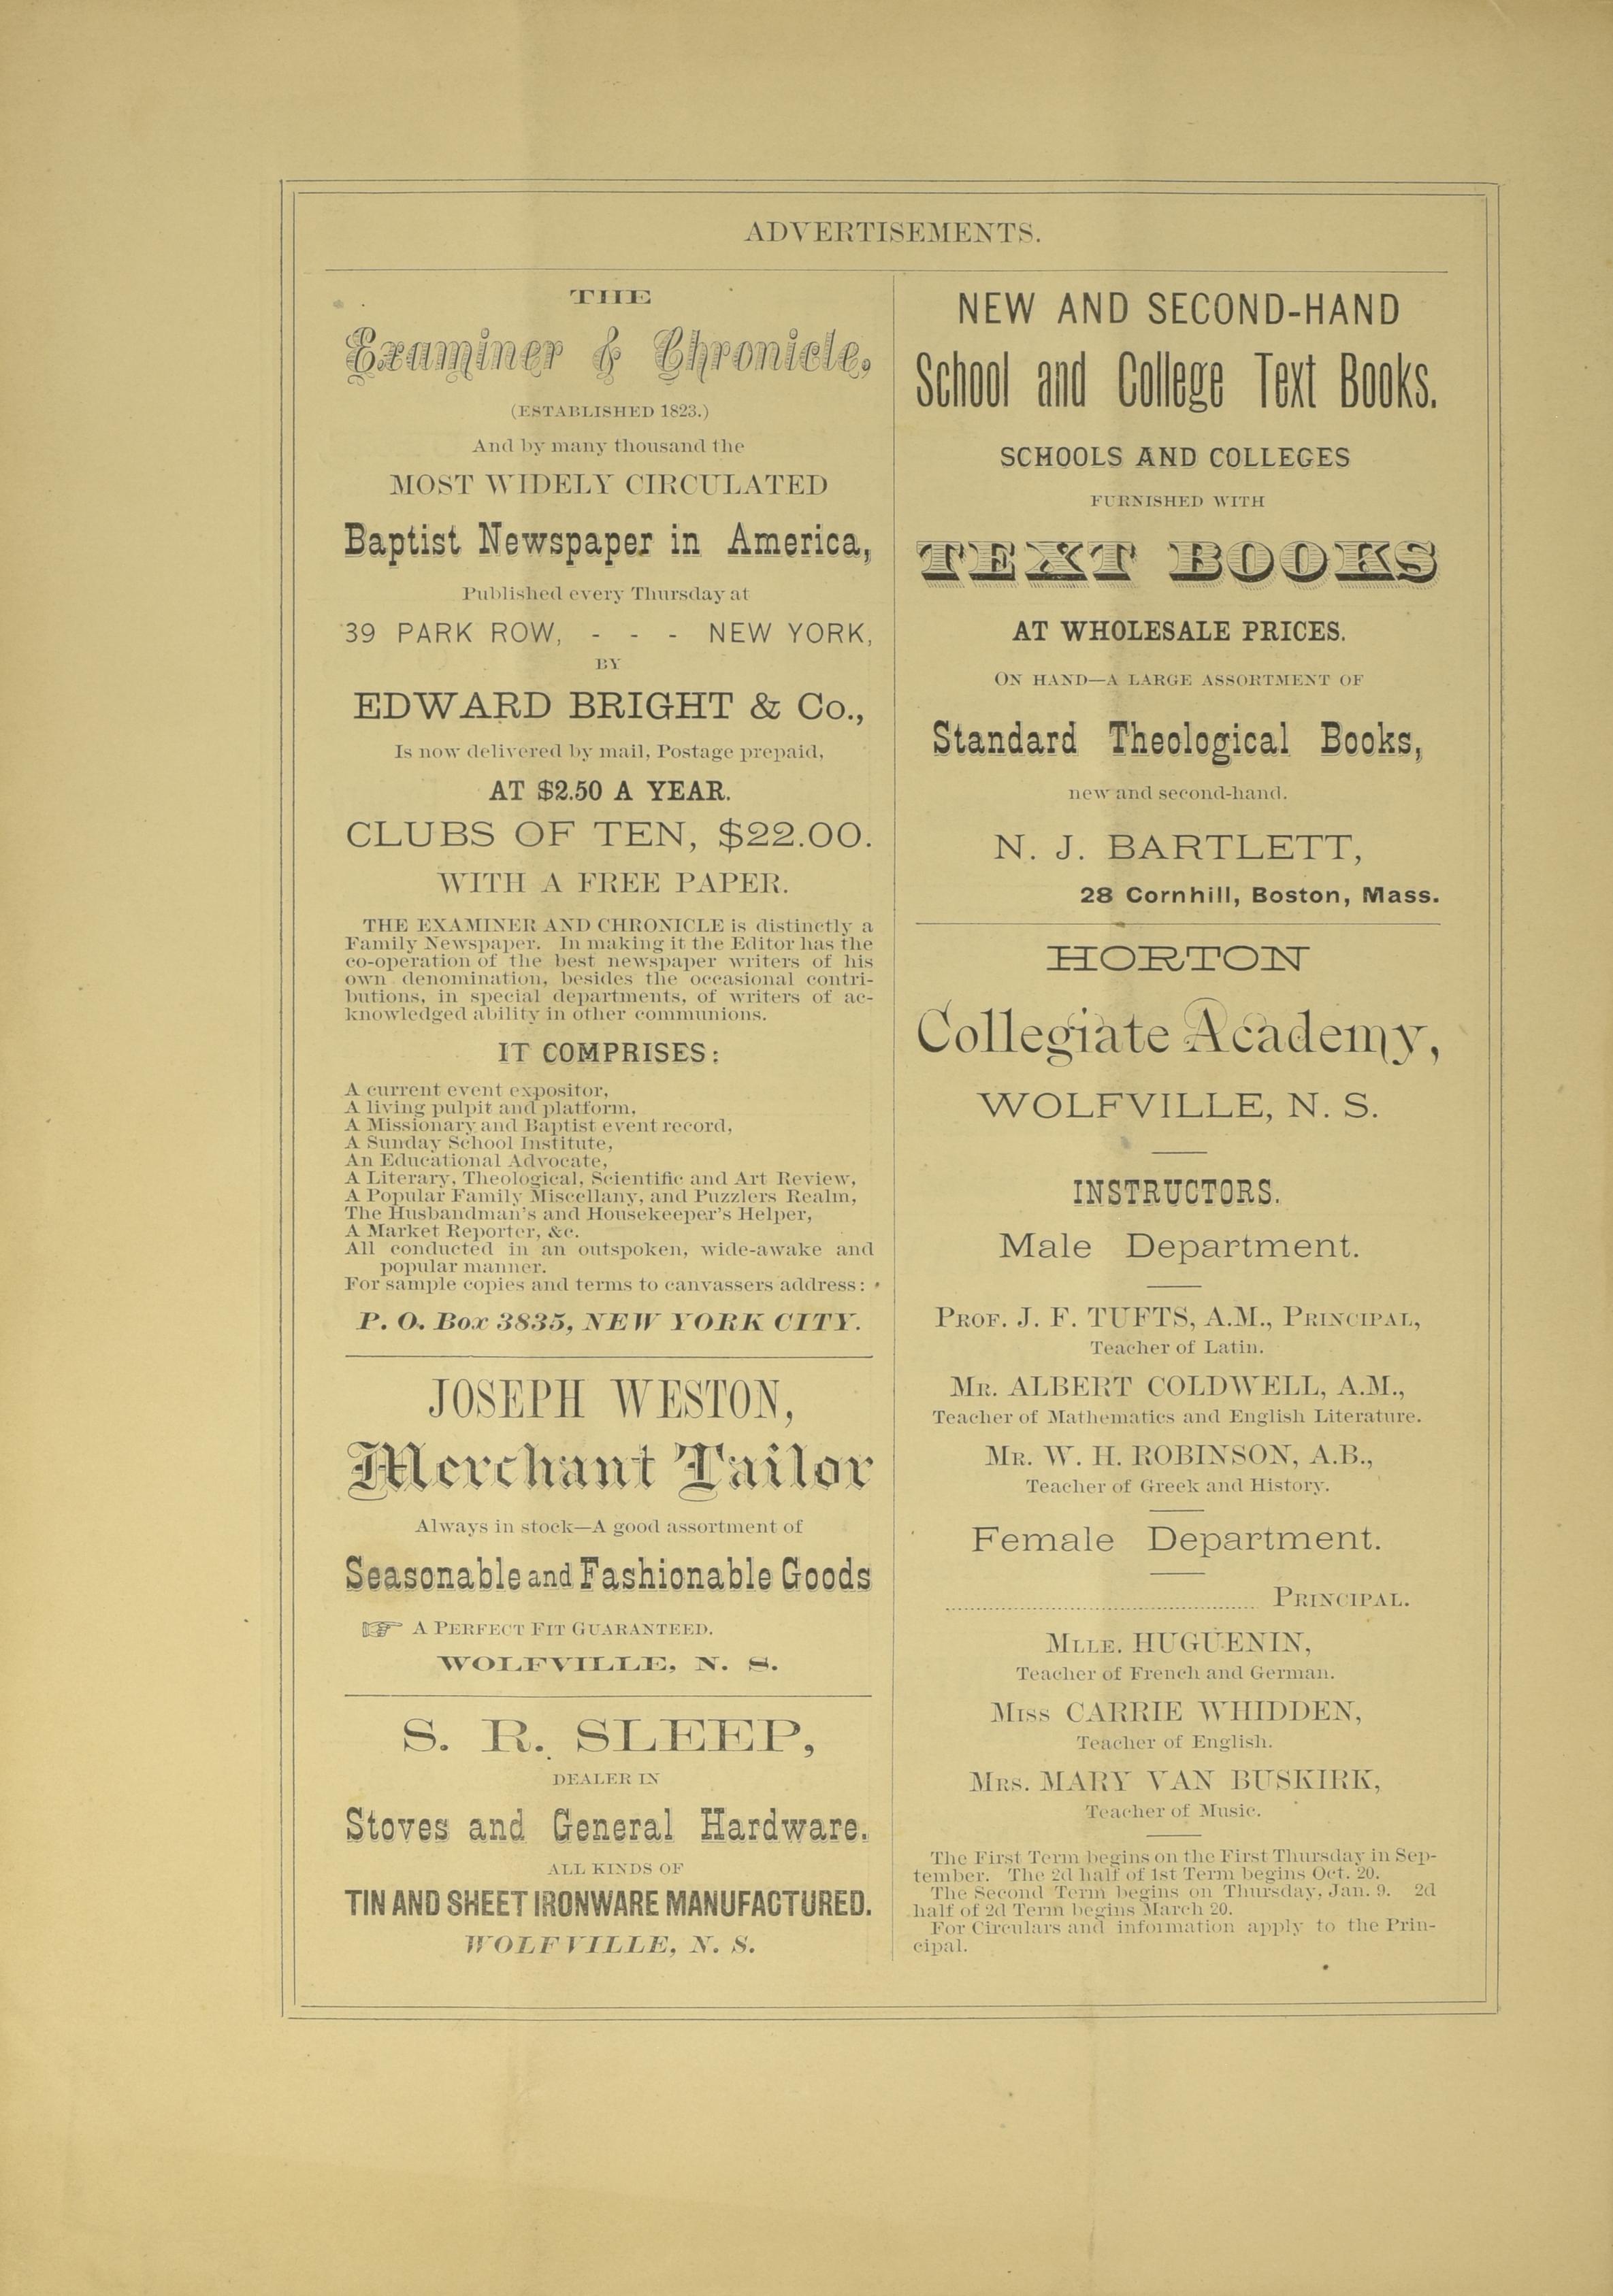 ADVERTISEMENTS.
THE
Examiner & Chronicle,
(ESTABLISHED 1823.)
And by many thousand the
MOST WIDELY CIRCULATED
Baptist Newspaper in America,
Published every Thursday at
39 PARK ROW, - - - NEW YORK,
BY
EDWARD BRIGHT & Co.,
Is now delivered by mail, Postage prepaid,
AT $2.50 A YEAR.
CLUBS OF TEN, $22.00.
WITH A FREE PAPER.
THE EXAMINER AND CHRONICLE is distinctly a
Family Newspaper. In making it the Editor has the
co-operation of the best newspaper writers of his
own denomination, besides the occasional contri-
butions, in special departments, of writers of ac-
knowledged ability in other communions.
IT COMPRISES:
A current event expositor,
A living pulpit and platform,
A Missionary and Baptist event record,
A Sunday School Institute,
An Educational Advocate,
A Literary, Theological, Scientific and Art Review,
A Popular Family Miscellany, and Puzzlers Realm,
The Husbandman's and Housekeeper's Helper,
A Market Reporter, &c.
All conducted in an outspoken, wide-awake and
popular manner.
For sample copies and terms to canvassers address:
P. O. Box 3835, NEW YORK CITY.
JOSEPH WESTON,
Merchant Tailor
Always in stock—A good assortment of
Seasonable and Fashionable Goods
☞ A PERFECT FIT GUARANTEED.
WOLFVILLE, N. S.
S. R. SLEEP,
DEALER IN
Stoves and General Hardware.
ALL KINDS OF
TIN AND SHEET IRONWARE MANUFACTURED.
WOLFVILLE, N. S.
NEW AND SECOND-HAND
School and College Text Books.
SCHOOLS AND COLLEGES
FURNISHED WITH
TEXT BOOKS
AT WHOLESALE PRICES.
ON HAND—A LARGE ASSORTMENT OF
Standard Theological Books,
new and second-hand.
N. J. BARTLETT,
28 Cornhill, Boston, Mass.
HORTON
Collegiate Academy,
WOLFVILLE, N. S.
INSTRUCTORS.
Male Department.
PROF. J. F. TUFTS, A.M., PRINCIPAL,
Teacher of Latin.
MR. ALBERT COLDWELL, A.M.,
Teacher of Mathematics and English Literature.
MR. W. H. ROBINSON, A.B.,
Teacher of Greek and History.
Female Department.
........................................ PRINCIPAL.
MLLE. HUGUENIN,
Teacher of French and German.
MISS CARRIE WHIDDEN,
Teacher of English.
MRS. MARY VAN BUSKIRK,
Teacher of Music.
The First Term begins on the First Thursday in Sep-
tember. The 2d half of 1st Term begins Oct. 20.
The Second Term begins on Thursday, Jan. 9. 2d
half of 2d Term begins March 20.
For Circulars and information apply to the Prin-
cipal.